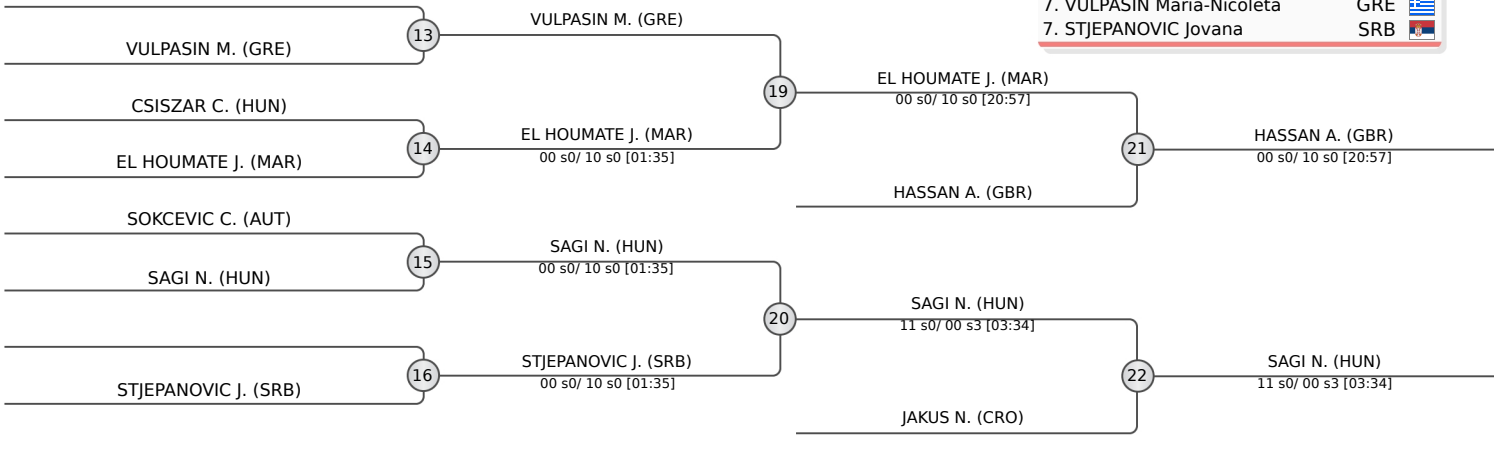 7. VULPASIN Maria-Nicoleta GRE
7. STJEPANOVIC Jovana SRB
VULPASIN M. (GRE)
13
VULPASIN M. (GRE)
CSISZAR C. (HUN)
14
EL HOUMATE J. (MAR)
EL HOUMATE J. (MAR)
00 s0/ 10 s0 [01:35]
19
EL HOUMATE J. (MAR)
00 s0/ 10 s0 [20:57]
21
HASSAN A. (GBR)
HASSAN A. (GBR)
00 s0/ 10 s0 [20:57]
SOKCEVIC C. (AUT)
15
SAGI N. (HUN)
SAGI N. (HUN)
00 s0/ 10 s0 [01:35]
16
STJEPANOVIC J. (SRB)
STJEPANOVIC J. (SRB)
00 s0/ 10 s0 [01:35]
20
SAGI N. (HUN)
11 s0/ 00 s3 [03:34]
22
JAKUS N. (CRO)
SAGI N. (HUN)
11 s0/ 00 s3 [03:34]